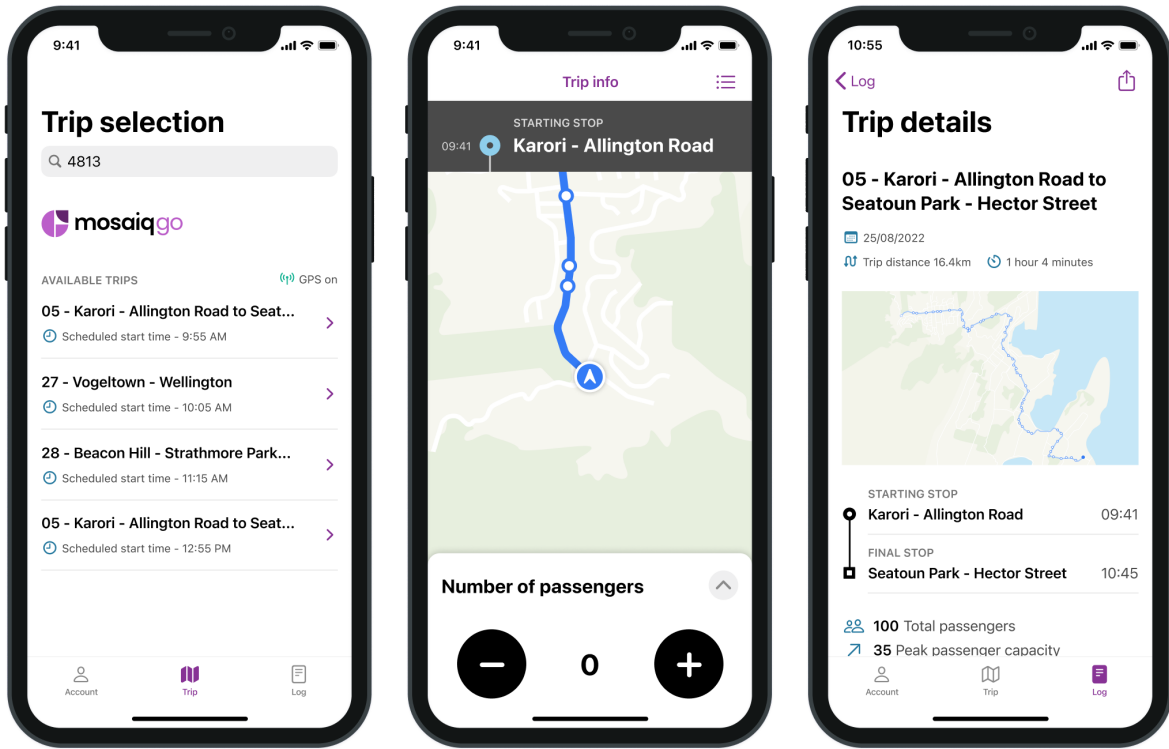 9:41
Trip selection
4813
mosaiqgo
AVAILABLE TRIPS
GPS on
05 - Karori - Allington Road to Seat...
Scheduled start time - 9:55 AM
27 - Vogeltown - Wellington
Scheduled start time - 10:05 AM
28 - Beacon Hill - Strathmore Park...
Scheduled start time - 11:15 AM
05 - Karori - Allington Road to Seat...
Scheduled start time - 12:55 PM
Account
Trip
Log
9:41
Trip info
STARTING STOP
09:41
Karori - Allington Road
Number of passengers
0
10:55
Log
Trip details
05 - Karori - Allington Road to
Seatoun Park - Hector Street
25/08/2022
Trip distance 16.4km
1 hour 4 minutes
STARTING STOP
Karori - Allington Road
09:41
FINAL STOP
Seatoun Park - Hector Street
10:45
100 Total passengers
35 Peak passenger capacity
Account
Trip
Log